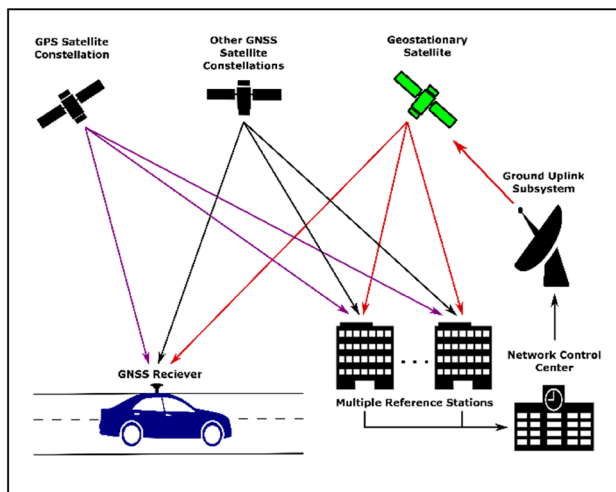 GPS Satellite
Constellation
Other GNSS
Satellite
Constellations
Geostationary
Satellite
Ground Uplink
Subsystem
GNSS Reciever
Multiple Reference Stations
Network Control
Center